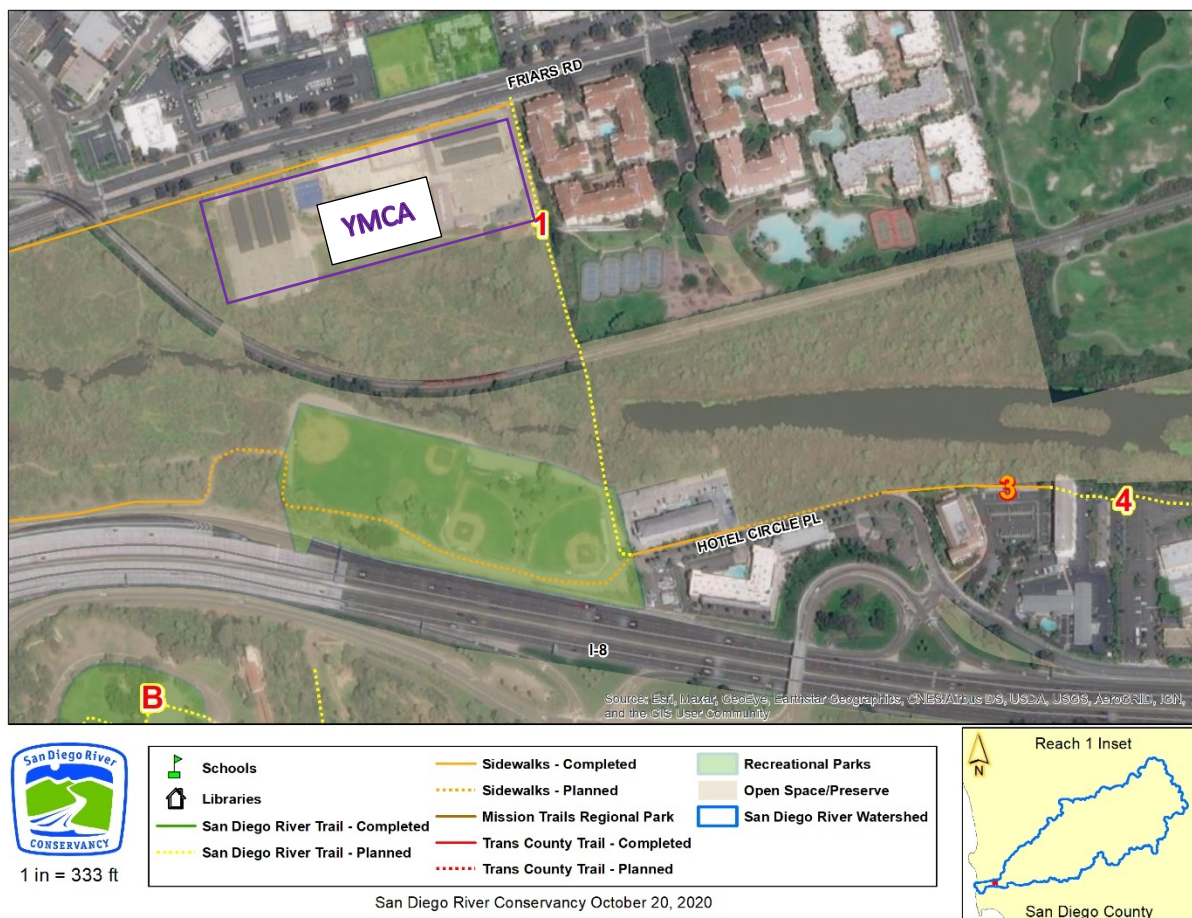 FRIARS RD
YMCA
1
3
4
HOTEL CIRCLE PL
I-8
B
Source: Esri, Maxar, GeoEye, Earthstar Geographics, CNES/Airbus DS, USDA, USGS, AeroGRID, IGN,
and the GIS User Community
San Diego River
CONSERVANCY
1 in = 333 ft
Schools
Libraries
San Diego River Trail - Completed
San Diego River Trail - Planned
Sidewalks - Completed
Sidewalks - Planned
Mission Trails Regional Park
Trans County Trail - Completed
Trans County Trail - Planned
Recreational Parks
Open Space/Preserve
San Diego River Watershed
San Diego River Conservancy October 20, 2020
Reach 1 Inset
N
San Diego County